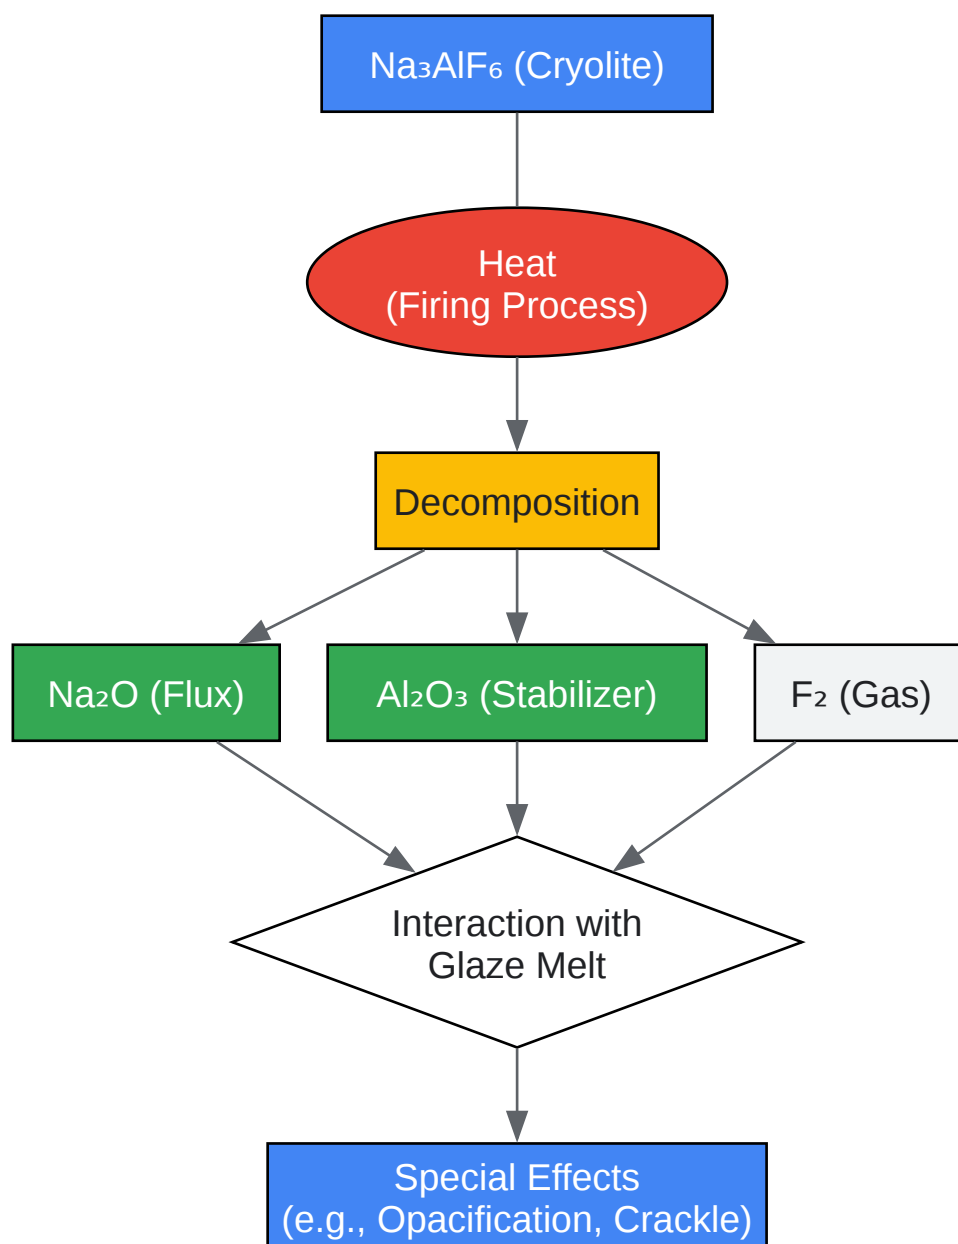 Na₃AlF₆ (Cryolite)
Heat
(Firing Process)
Decomposition
Na₂O (Flux)
Al₂O₃ (Stabilizer)
F₂ (Gas)
Interaction with
Glaze Melt
Special Effects
(e.g., Opacification, Crackle)